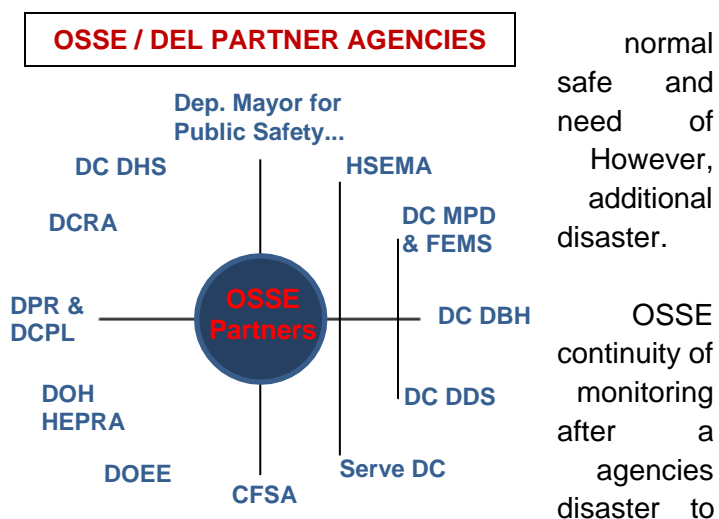 OSSE / DEL PARTNER AGENCIES
Dep. Mayor for
Public Safety...
DC DHS
HSEMA
DCRA
DC MPD
& FEMS
OSSE
Partners
DPR &
DCPL
DC DBH
DOH
HEPRA
DC DDS
DOEE
CFSA
Serve DC
normal
safe and
need of
However,
additional
disaster.
OSSE
continuity of
monitoring
after a
agencies
disaster to